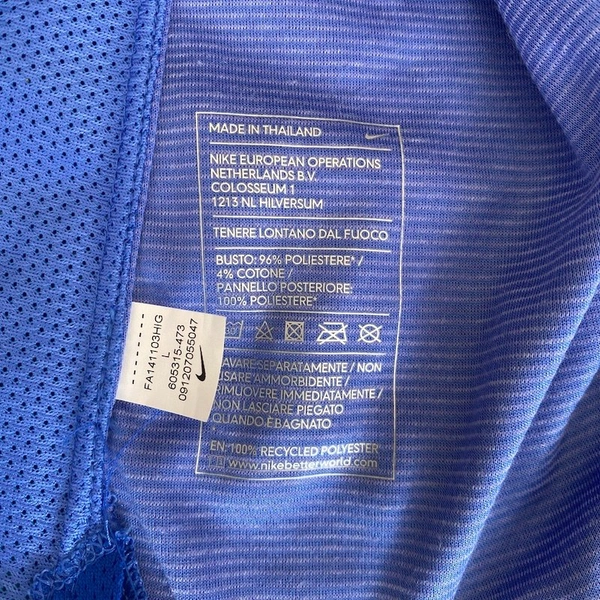 MADE IN THAILAND
NIKE EUROPEAN OPERATIONS
NETHERLANDS B.V.
COLOSSEUM 1
1213 NL HILVERSUM
TENERE LONTANO DAL FUOCO
BUSTO: 96% POLIESTERE* /
4% COTONE /
PANNELLO POSTERIORE:
100% POLIESTERE*
AVARE SEPARATAMENTE / NON
USARE AMMORBIDENTE /
RIMUOVERE IMMEDIATAMENTE /
NON LASCIARE PIEGATO
QUANDO È BAGNATO
EN: 100% RECYCLED POLYESTER
www.nikebetterworld.com
FA141103HIG
L
605315-473
091207055047